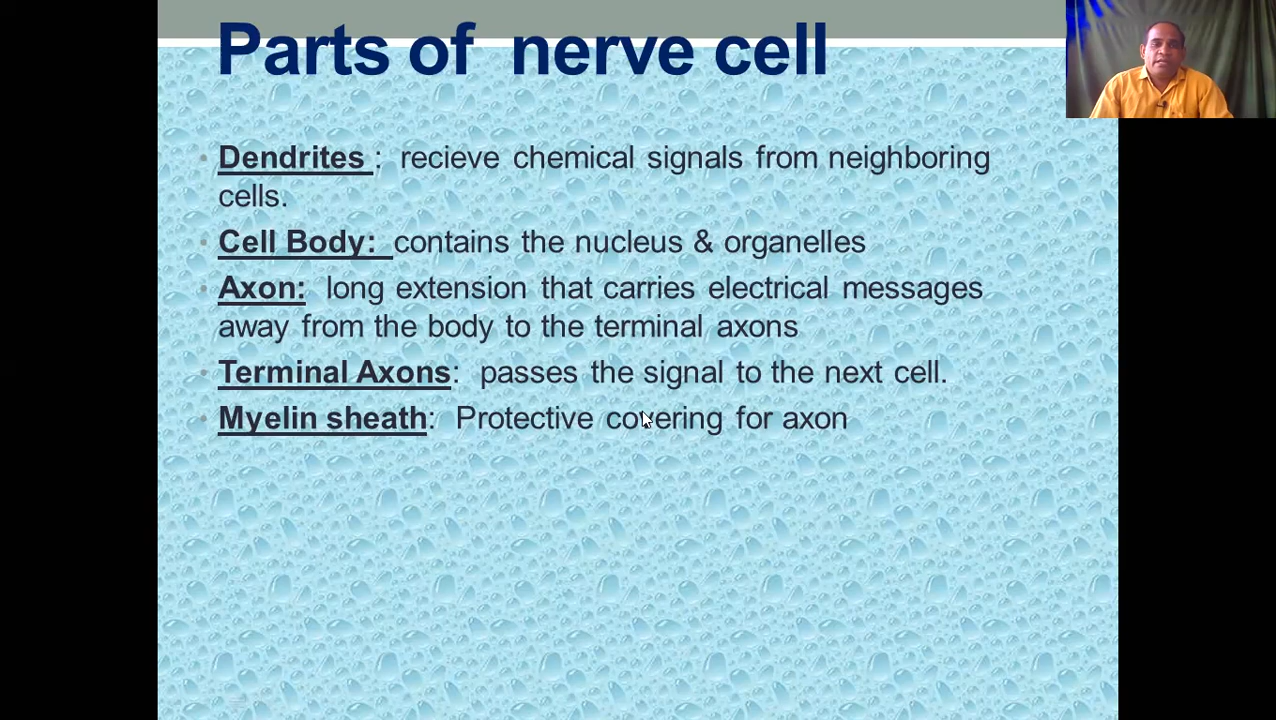 Parts of nerve cell
• Dendrites : recieve chemical signals from neighboring
cells.
• Cell Body: contains the nucleus & organelles
• Axon: long extension that carries electrical messages
away from the body to the terminal axons
• Terminal Axons: passes the signal to the next cell.
• Myelin sheath: Protective covering for axon